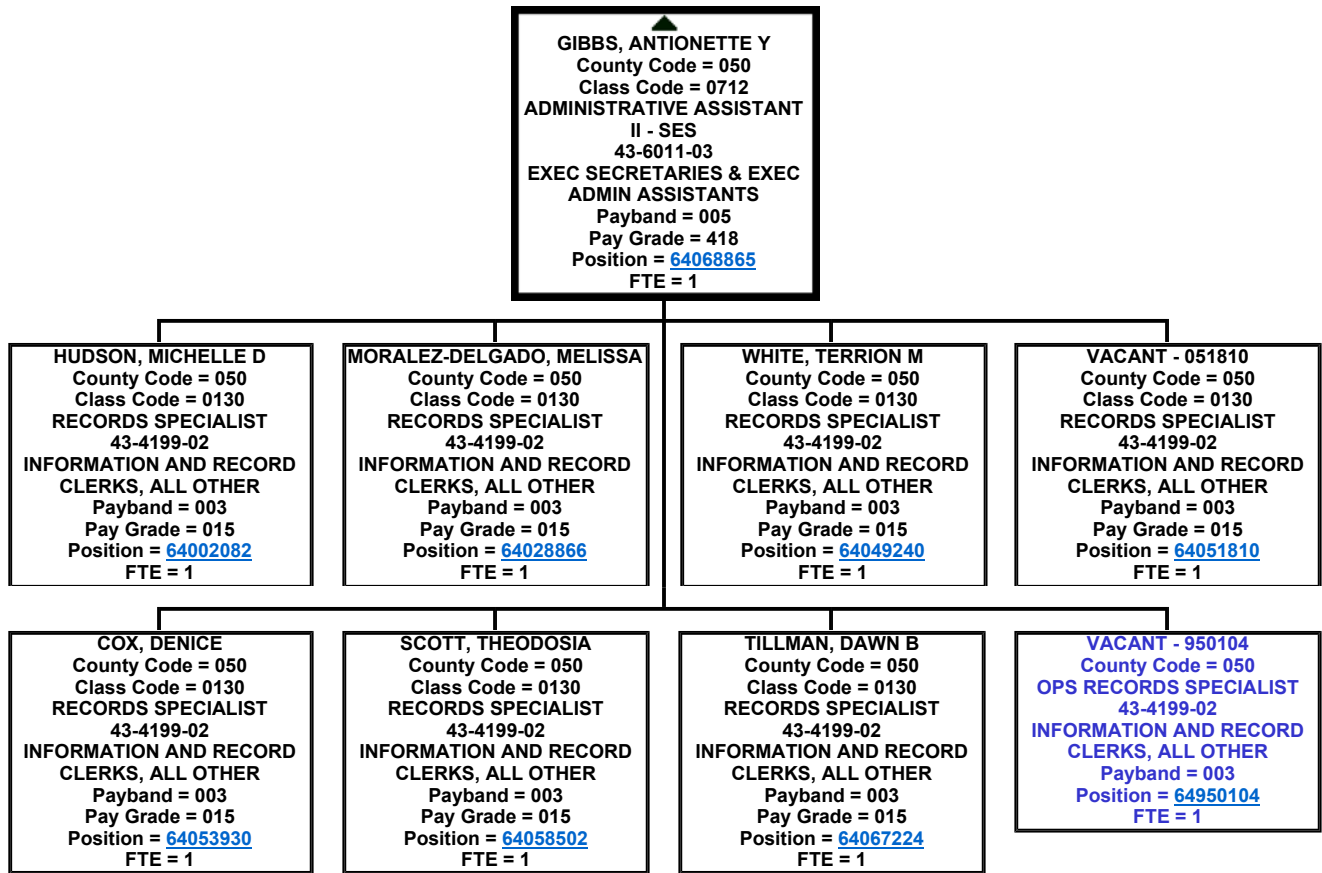 GIBBS, ANTIONETTE Y
County Code = 050
Class Code = 0712
ADMINISTRATIVE ASSISTANT
II - SES
43-6011-03
EXEC SECRETARIES & EXEC
ADMIN ASSISTANTS
Payband = 005
Pay Grade = 418
Position = 64068865
FTE = 1
HUDSON, MICHELLE D
County Code = 050
Class Code = 0130
RECORDS SPECIALIST
43-4199-02
INFORMATION AND RECORD
CLERKS, ALL OTHER
Payband = 003
Pay Grade = 015
Position = 64002082
FTE = 1
MORALEZ-DELGADO, MELISSA
County Code = 050
Class Code = 0130
RECORDS SPECIALIST
43-4199-02
INFORMATION AND RECORD
CLERKS, ALL OTHER
Payband = 003
Pay Grade = 015
Position = 64028866
FTE = 1
WHITE, TERRION M
County Code = 050
Class Code = 0130
RECORDS SPECIALIST
43-4199-02
INFORMATION AND RECORD
CLERKS, ALL OTHER
Payband = 003
Pay Grade = 015
Position = 64049240
FTE = 1
VACANT - 051810
County Code = 050
Class Code = 0130
RECORDS SPECIALIST
43-4199-02
INFORMATION AND RECORD
CLERKS, ALL OTHER
Payband = 003
Pay Grade = 015
Position = 64051810
FTE = 1
COX, DENICE
County Code = 050
Class Code = 0130
RECORDS SPECIALIST
43-4199-02
INFORMATION AND RECORD
CLERKS, ALL OTHER
Payband = 003
Pay Grade = 015
Position = 64053930
FTE = 1
SCOTT, THEODOSIA
County Code = 050
Class Code = 0130
RECORDS SPECIALIST
43-4199-02
INFORMATION AND RECORD
CLERKS, ALL OTHER
Payband = 003
Pay Grade = 015
Position = 64058502
FTE = 1
TILLMAN, DAWN B
County Code = 050
Class Code = 0130
RECORDS SPECIALIST
43-4199-02
INFORMATION AND RECORD
CLERKS, ALL OTHER
Payband = 003
Pay Grade = 015
Position = 64067224
FTE = 1
VACANT - 950104
County Code = 050
OPS RECORDS SPECIALIST
43-4199-02
INFORMATION AND RECORD
CLERKS, ALL OTHER
Payband = 003
Position = 64950104
FTE = 1